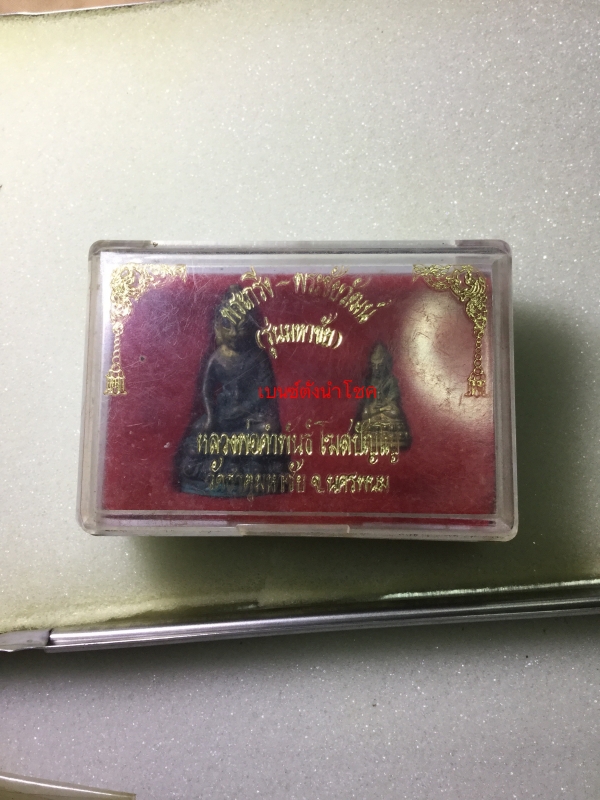 พระกริ่ง - พระชัยวัฒน์
(รุ่นมหาชัย)
เบนซ์ตังนำโชค
หลวงพ่อคำพันธ์ โฆสปัญโญ
วัดธาตุมหาชัย จ.นครพนม